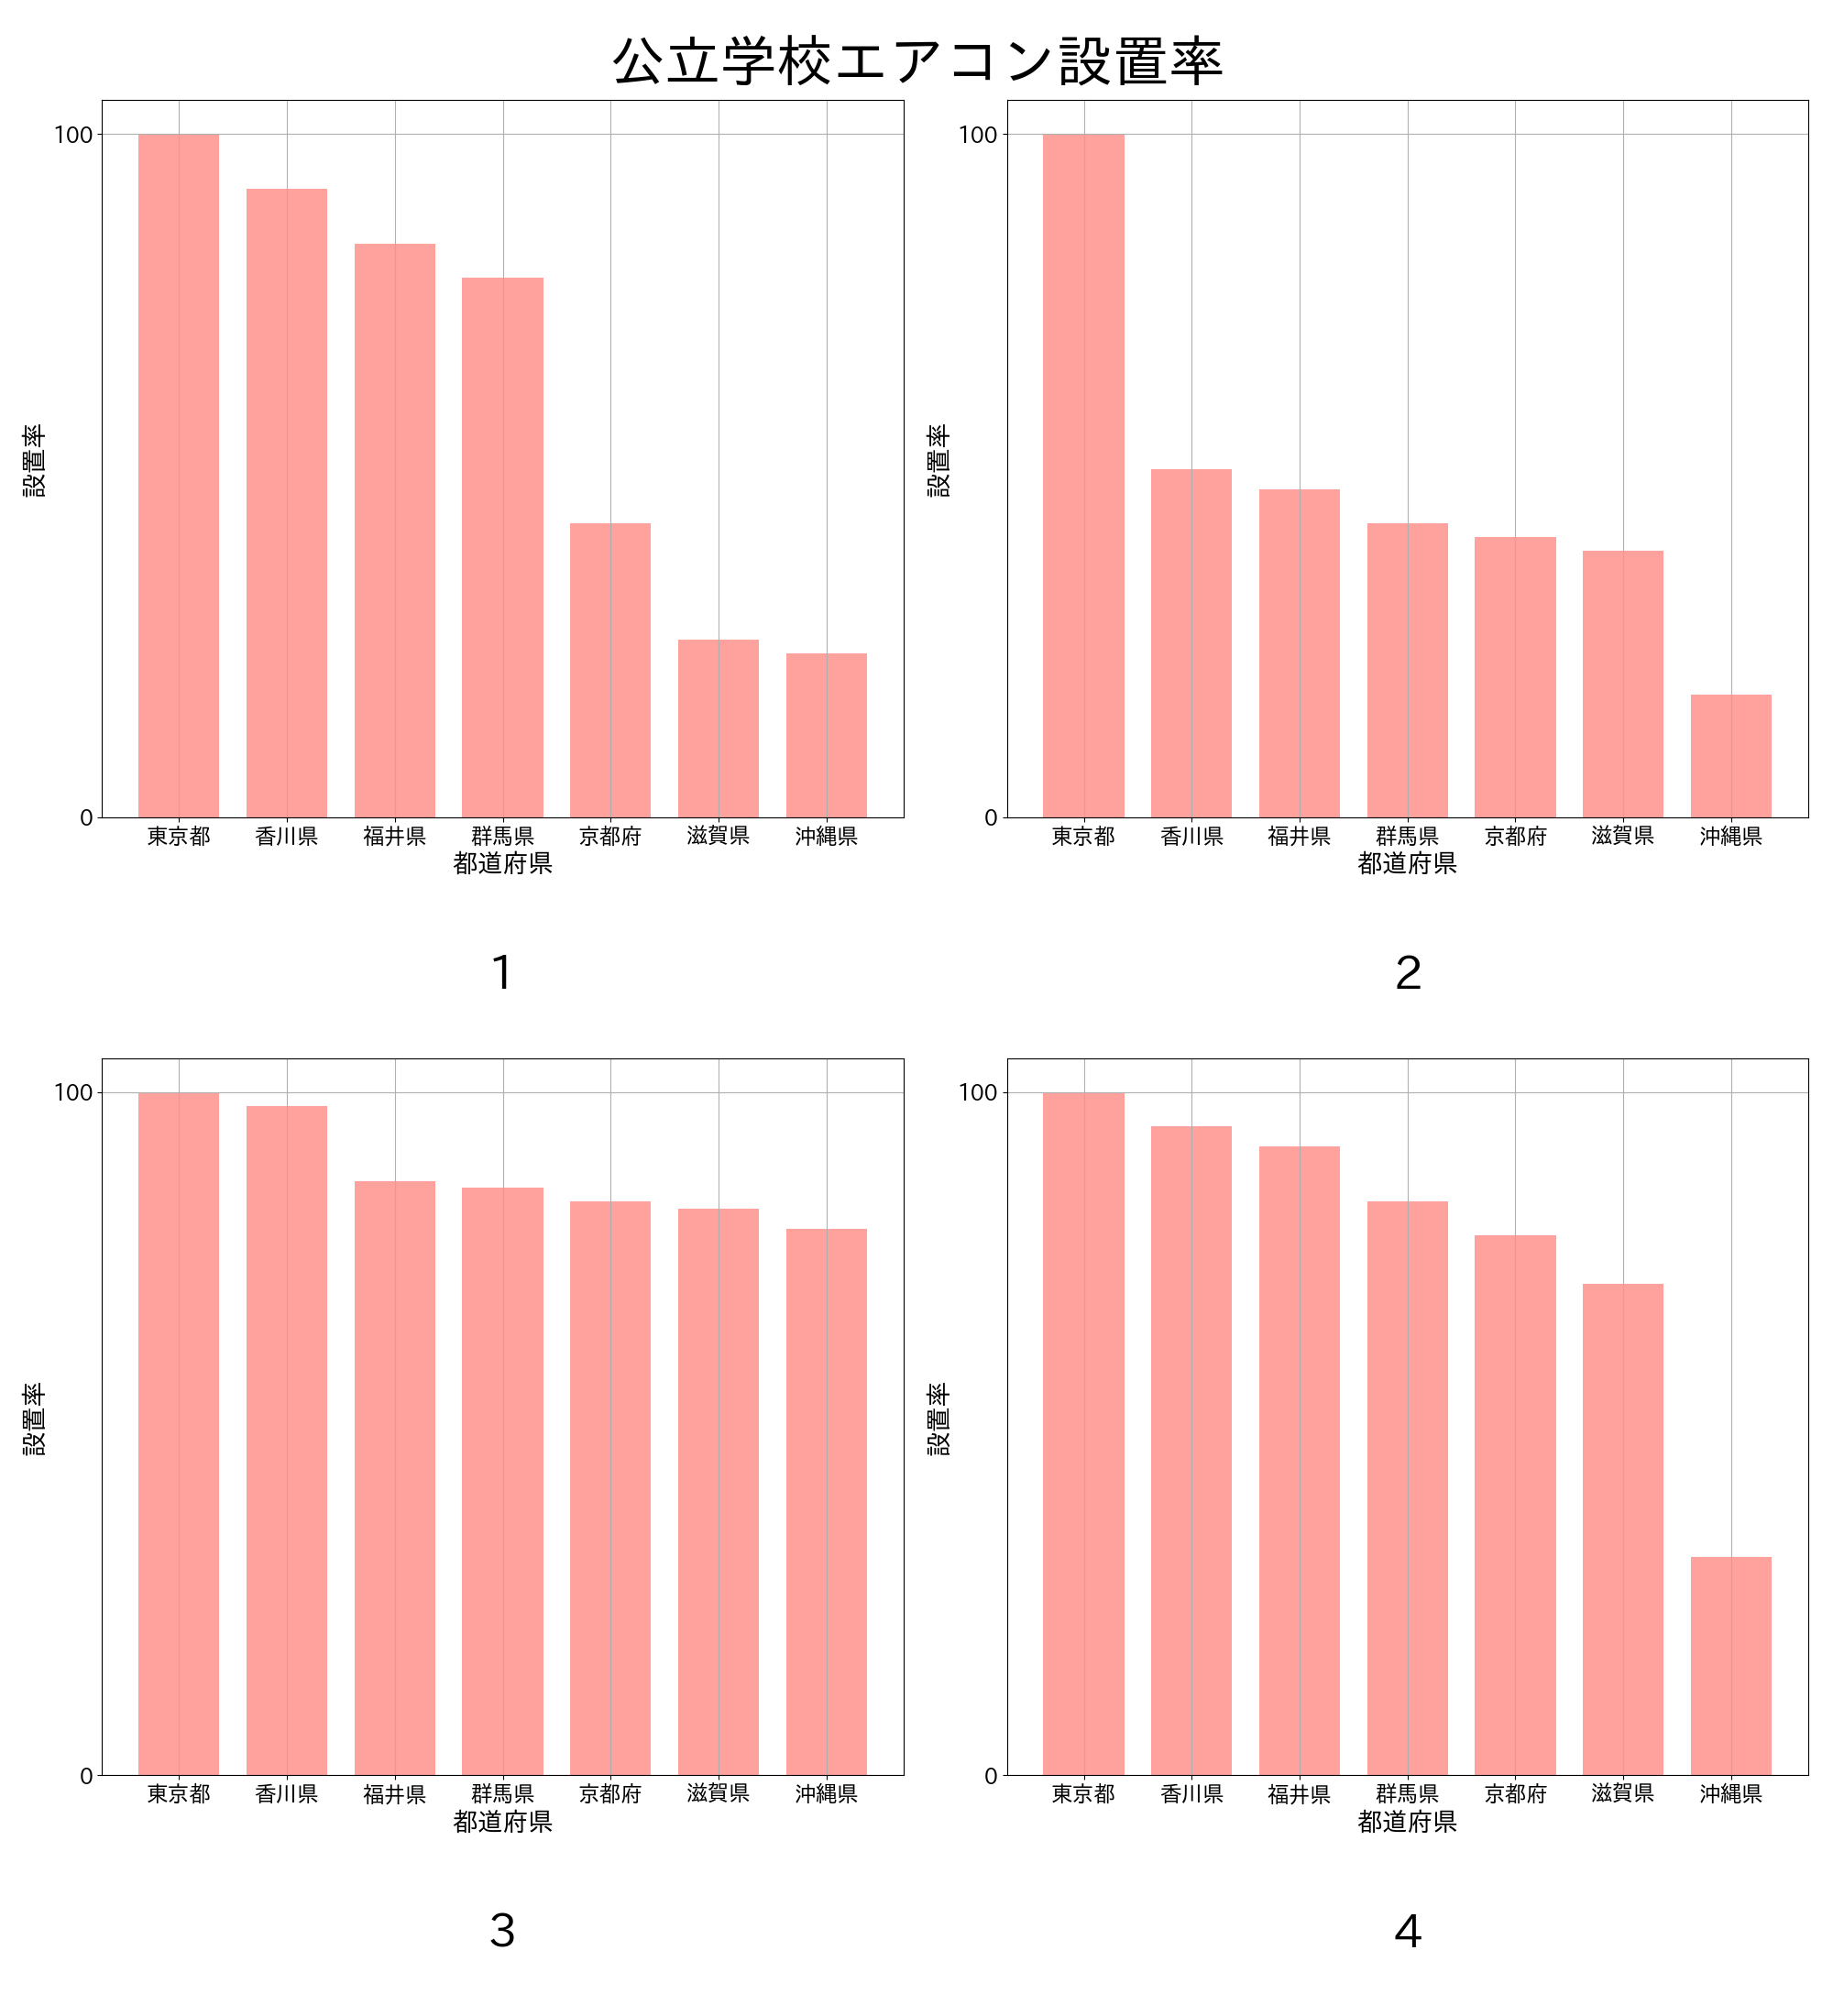 公立学校エアコン設置率
100
0
設置率
東京都 香川県 福井県 群馬県 京都府 滋賀県 沖縄県
都道府県
1
100
0
設置率
東京都 香川県 福井県 群馬県 京都府 滋賀県 沖縄県
都道府県
2
100
0
設置率
東京都 香川県 福井県 群馬県 京都府 滋賀県 沖縄県
都道府県
3
100
0
設置率
東京都 香川県 福井県 群馬県 京都府 滋賀県 沖縄県
都道府県
4